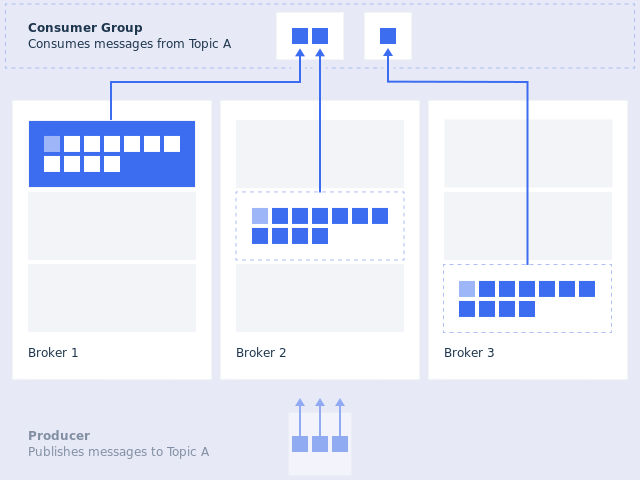 Consumer Group
Consumes messages from Topic A
Broker 1
Broker 2
Broker 3
Producer
Publishes messages to Topic A